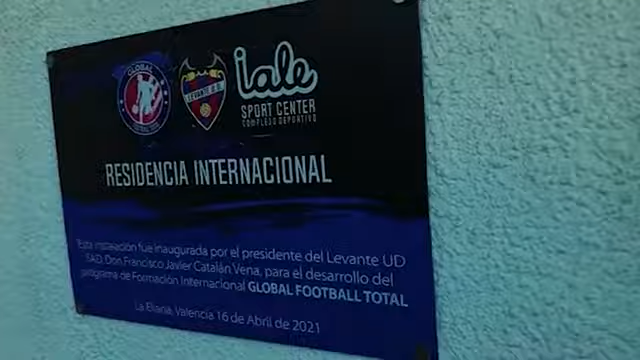 GLOBAL
FOOTBALL TOTAL
LEVANTE U.D.
iale
SPORT CENTER
COMPLEJO DEPORTIVO
RESIDENCIA INTERNACIONAL
Esta instalación fue inaugurada por el presidente del Levante UD
SAD, Don Francisco Javier Catalán Vena, para el desarrollo del
programa de Formación Internacional GLOBAL FOOTBALL TOTAL
La Eliana, Valencia 16 de Abril de 2021